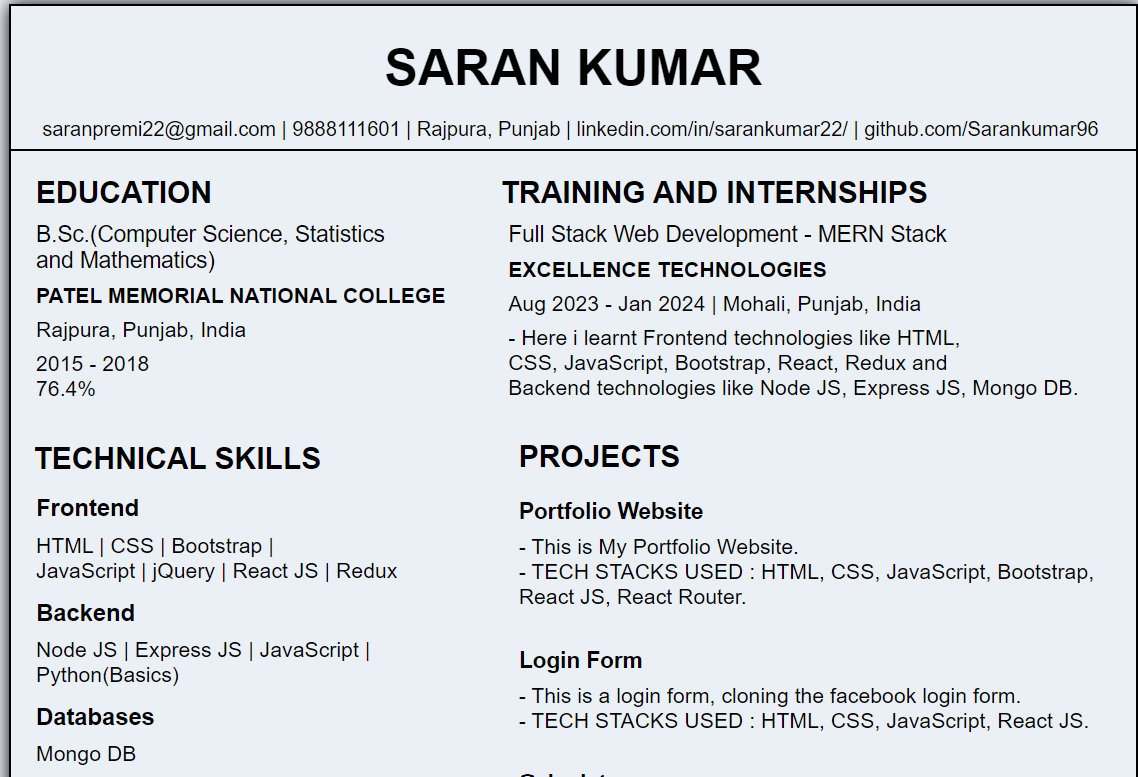 SARAN KUMAR
saranpremi22@gmail.com | 9888111601 | Rajpura, Punjab | linkedin.com/in/sarankumar22/ | github.com/Sarankumar96
EDUCATION
B.Sc.(Computer Science, Statistics
and Mathematics)
PATEL MEMORIAL NATIONAL COLLEGE
Rajpura, Punjab, India
2015 - 2018
76.4%
TECHNICAL SKILLS
Frontend
HTML | CSS | Bootstrap |
JavaScript | jQuery | React JS | Redux
Backend
Node JS | Express JS | JavaScript |
Python(Basics)
Databases
Mongo DB
TRAINING AND INTERNSHIPS
Full Stack Web Development - MERN Stack
EXCELLENCE TECHNOLOGIES
Aug 2023 - Jan 2024 | Mohali, Punjab, India
- Here i learnt Frontend technologies like HTML,
CSS, JavaScript, Bootstrap, React, Redux and
Backend technologies like Node JS, Express JS, Mongo DB.
PROJECTS
Portfolio Website
- This is My Portfolio Website.
- TECH STACKS USED : HTML, CSS, JavaScript, Bootstrap,
React JS, React Router.
Login Form
- This is a login form, cloning the facebook login form.
- TECH STACKS USED : HTML, CSS, JavaScript, React JS.